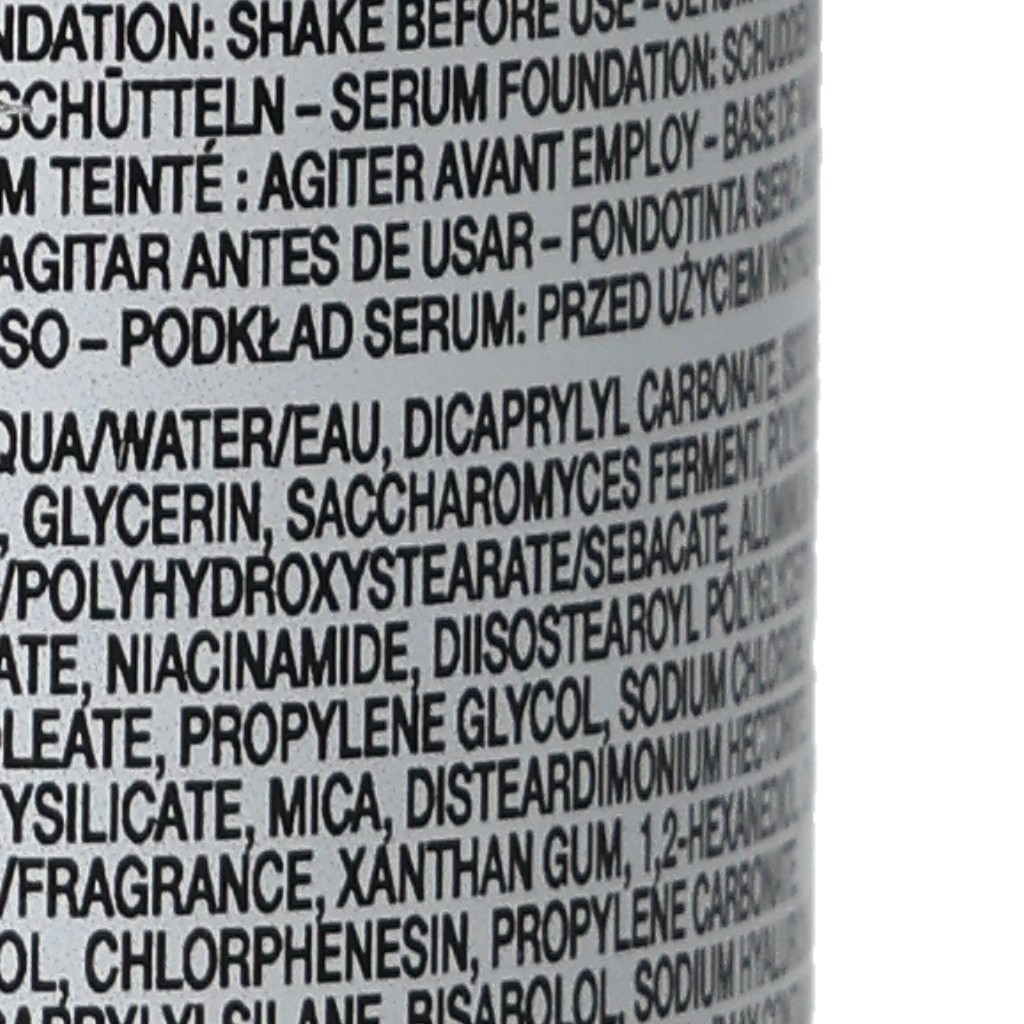 NDATION: SHAKE BEFORE USE –
SCHÜTTELN – SERUM FOUNDATION:
M TEINTÉ : AGITER AVANT EMPLOY – BASE DE
AGITAR ANTES DE USAR – FONDOTINTA
SO – PODKŁAD SERUM: PRZED UŻYCIEM
QUA/WATER/EAU, DICAPRYLYL CARBONATE,
, GLYCERIN, SACCHAROMYCES FERMENT,
/POLYHYDROXYSTEARATE/SEBACATE,
ATE, NIACINAMIDE, DIISOSTEAROYL
LEATE, PROPYLENE GLYCOL, SODIUM
YSILICATE, MICA, DISTEARDIMONIUM
/FRAGRANCE, XANTHAN GUM, 1,2-HEXANEDIOL,
OL, CHLORPHENESIN, PROPYLENE CARBONATE
BISABOLOL, SODIUM